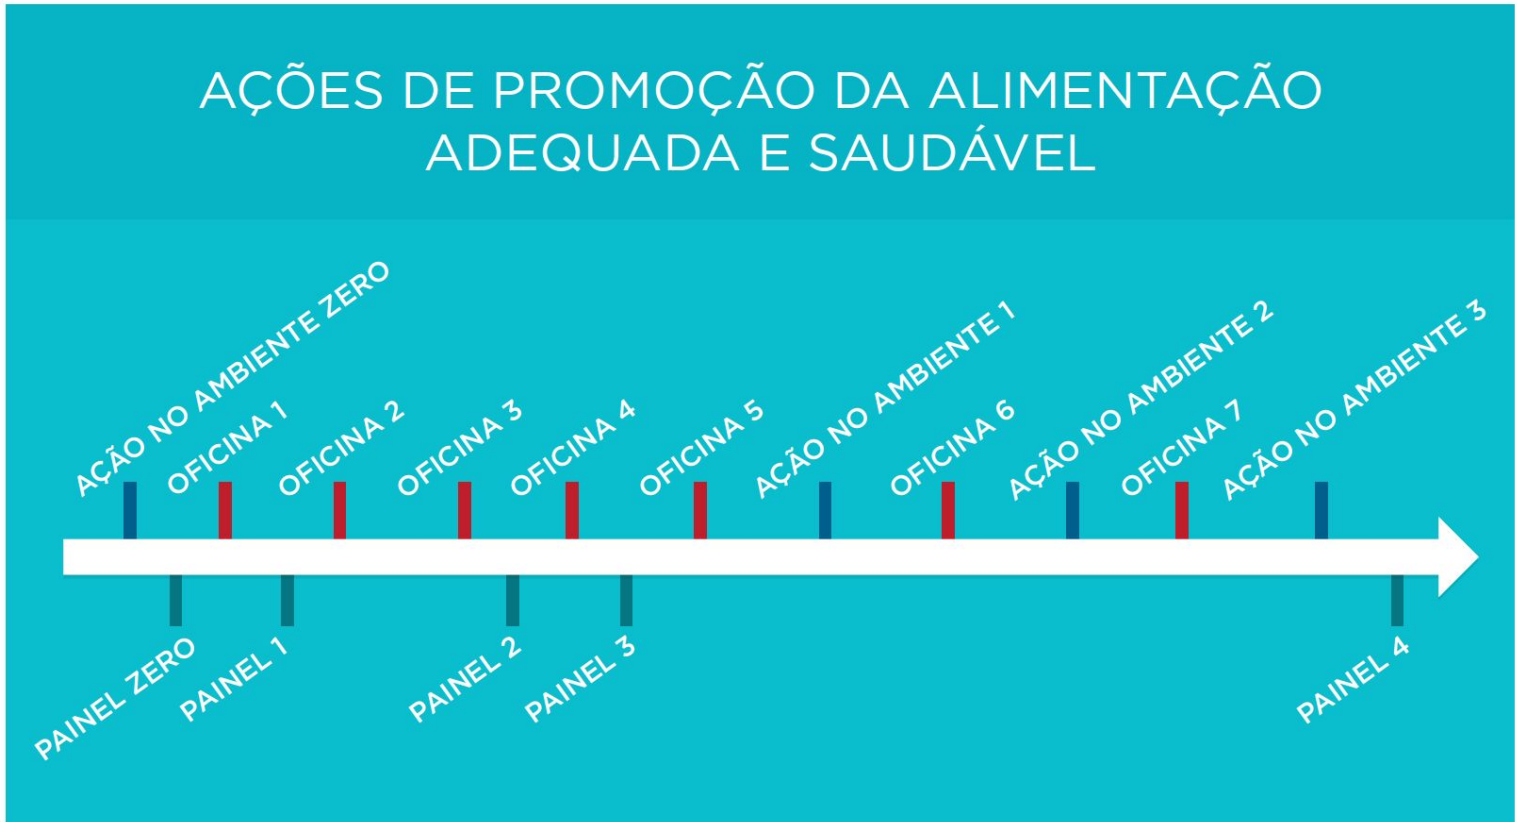 AÇÕES DE PROMOÇÃO DA ALIMENTAÇÃO
ADEQUADA E SAUDÁVEL
AÇÃO NO AMBIENTE ZERO
OFICINA 1
OFICINA 2
OFICINA 3
OFICINA 4
OFICINA 5
AÇÃO NO AMBIENTE 1
OFICINA 6
AÇÃO NO AMBIENTE 2
OFICINA 7
AÇÃO NO AMBIENTE 3
PAINEL ZERO
PAINEL 1
PAINEL 2
PAINEL 3
PAINEL 4